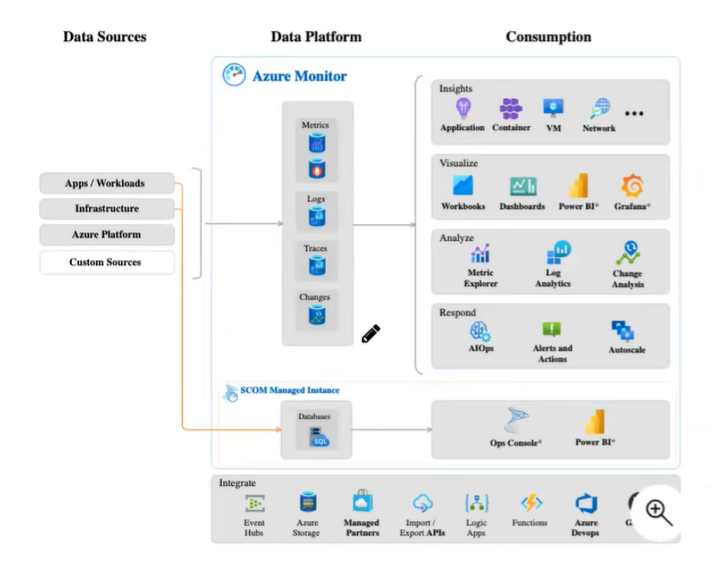 Data Sources
Data Platform
Consumption
Azure Monitor
Apps / Workloads
Infrastructure
Azure Platform
Custom Sources
Metrics
Logs
Traces
Changes
Insights
Application
Container
VM
Network
•••
Visualize
Workbooks
Dashboards
Power BI*
Grafana*
Analyze
Metric
Explorer
Log
Analytics
Change
Analysis
Respond
AIOps
Alerts and
Actions
Autoscale
SCOM Managed Instance
Databases
SQL
Ops Console*
Power BI*
Integrate
Event
Hubs
Azure
Storage
Managed
Partners
Import /
Export APIs
Logic
Apps
Functions
Azure
Devops